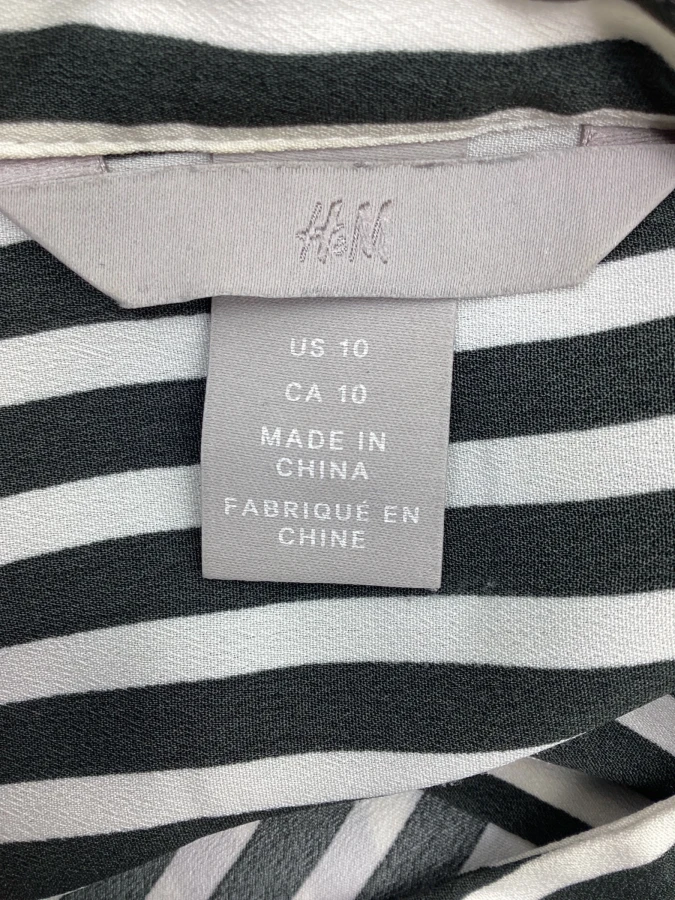 H&M
US 10
CA 10
MADE IN
CHINA
FABRIQUÉ EN
CHINE